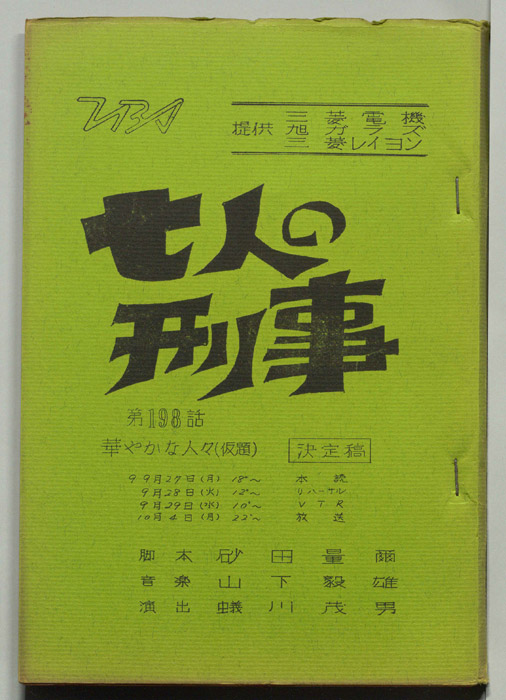 TBS
三菱電機
提供 旭ガラス
三菱レイヨン
七人の
刑事
第198話
華やかな人々(仮題) 決定稿
9月27日(月) 18°〜 本読
9月28日(火) 12°〜 リハーサル
9月29日(水) 10°〜 VTR
10月4日(月) 22°〜 放送
脚本 砂田量爾
音楽 山下毅雄
演出 蟻川茂男